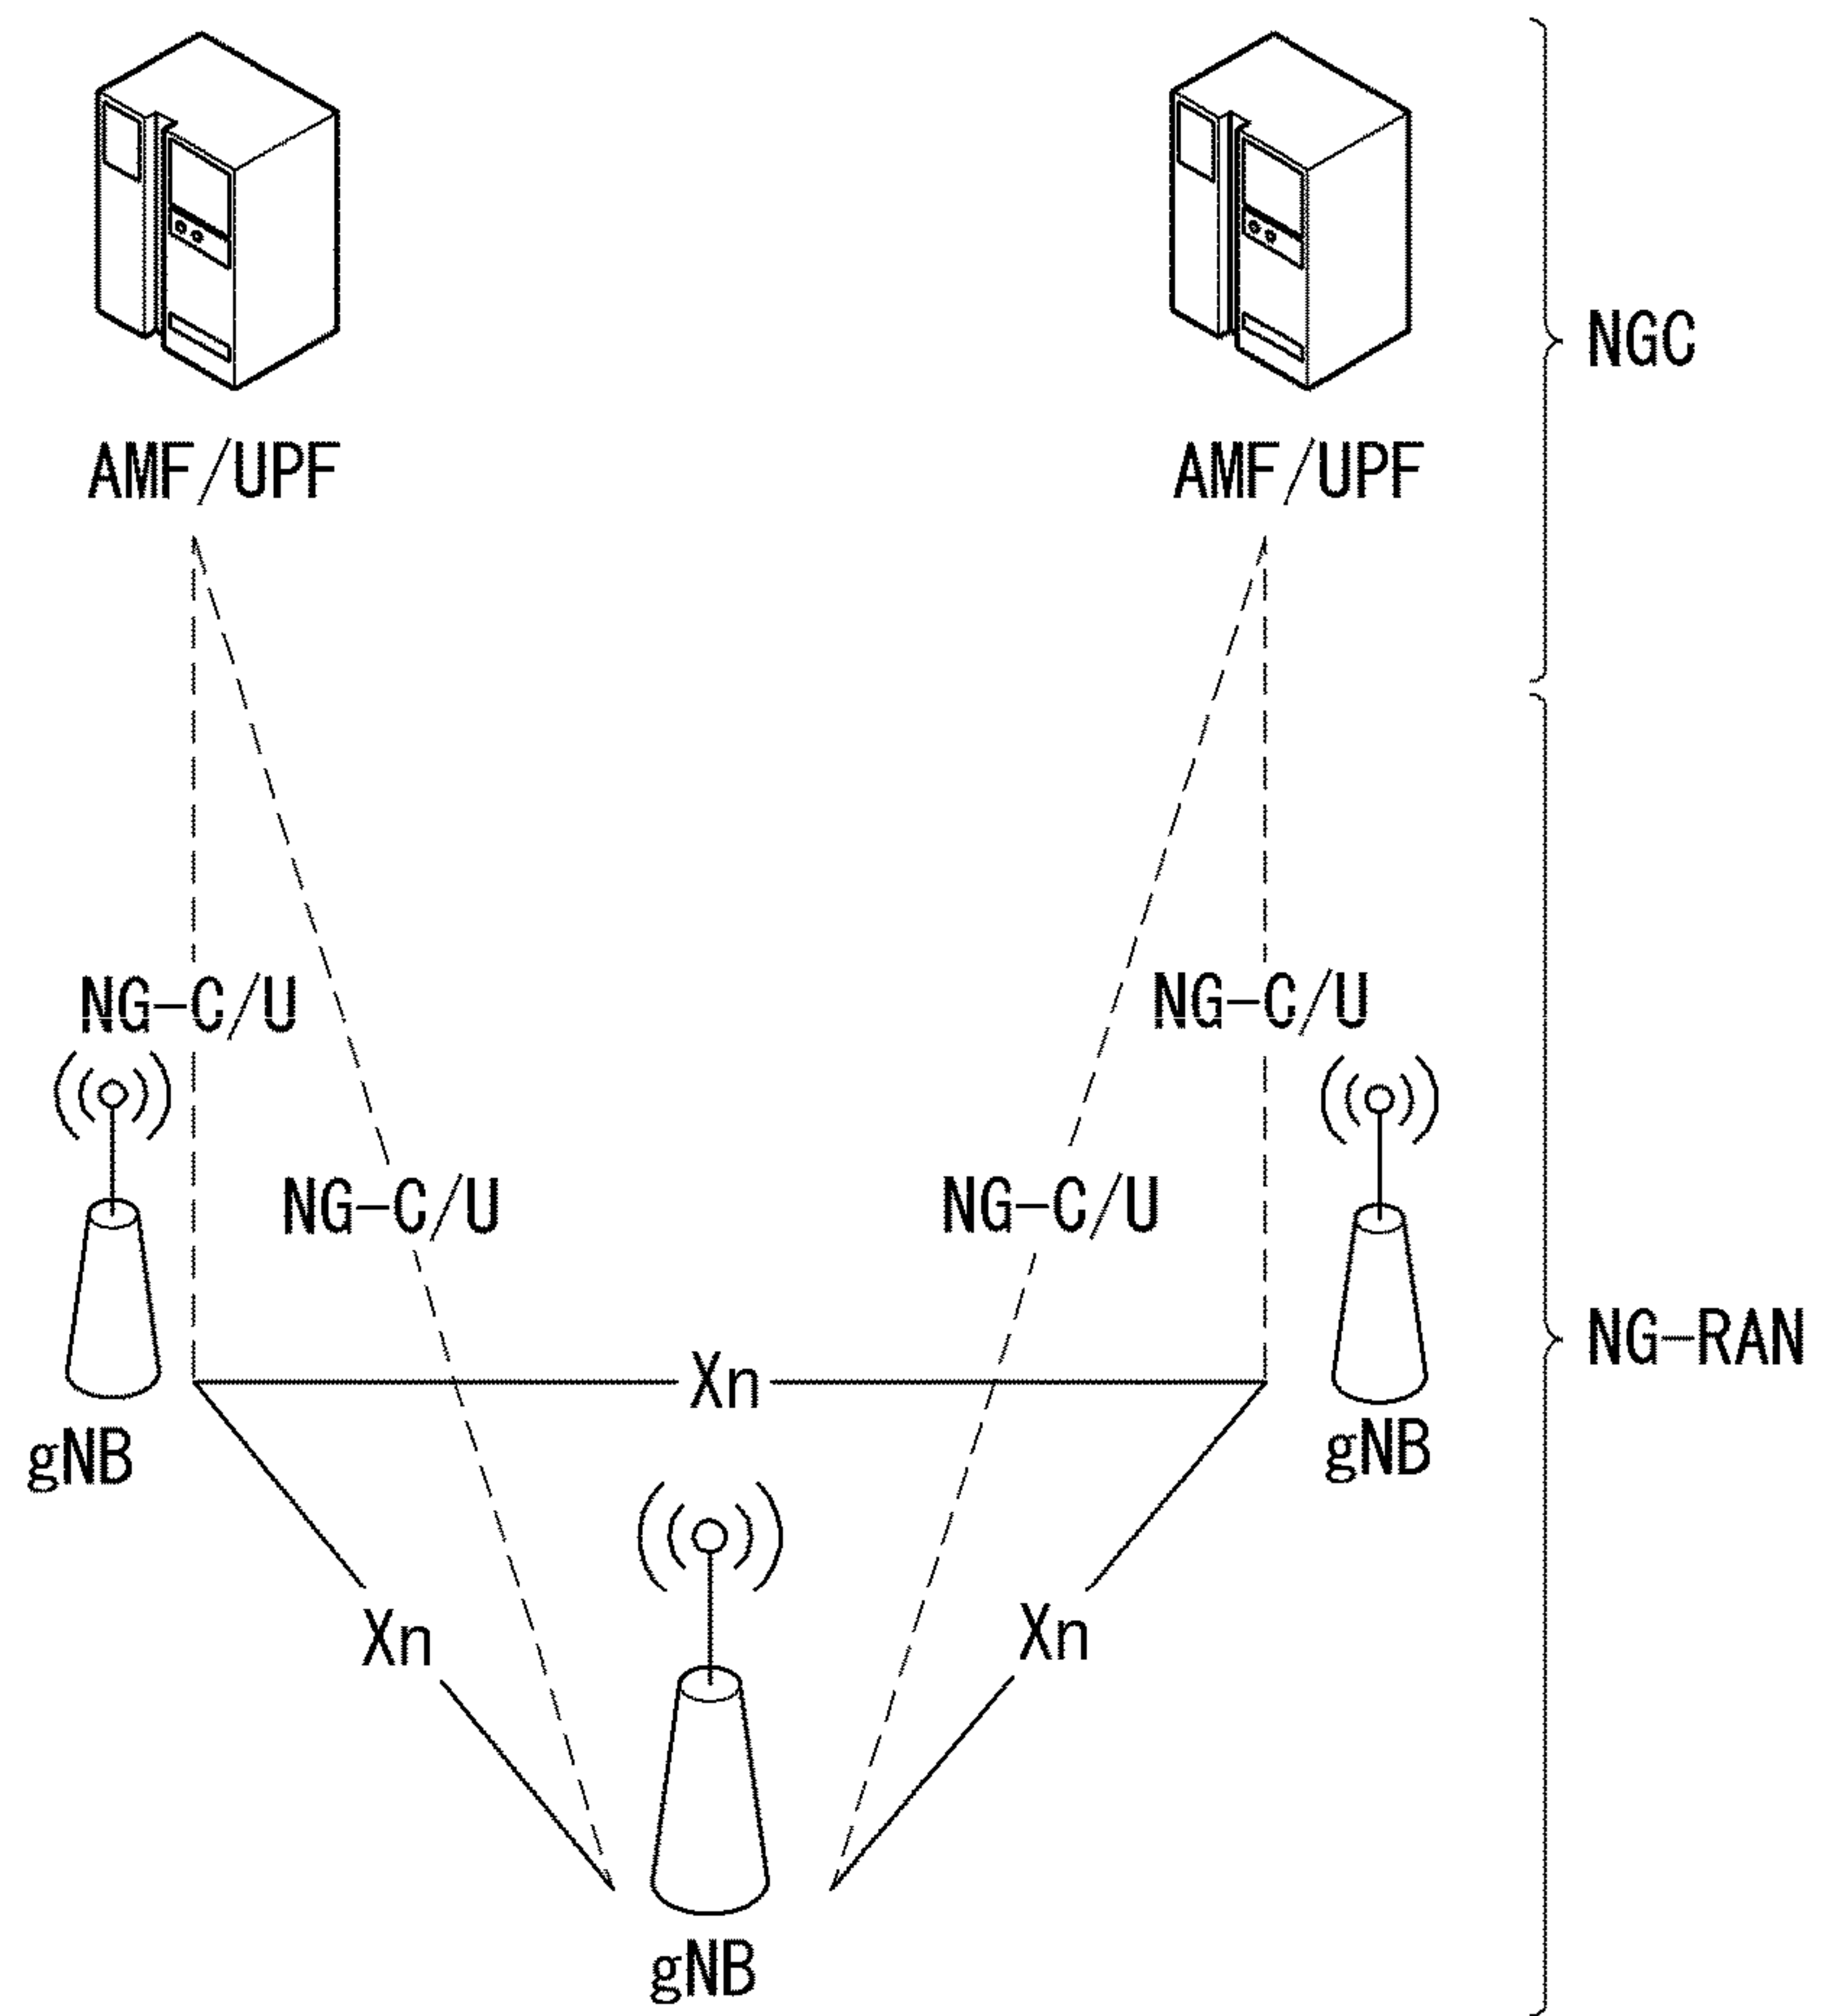 NGC
AMF/UPF
AMF/UPF
NG-C/U
NG-C/U
NG-C/U
NG-C/U
NG-RAN
Xn
gNB
gNB
Xn
Xn
gNB